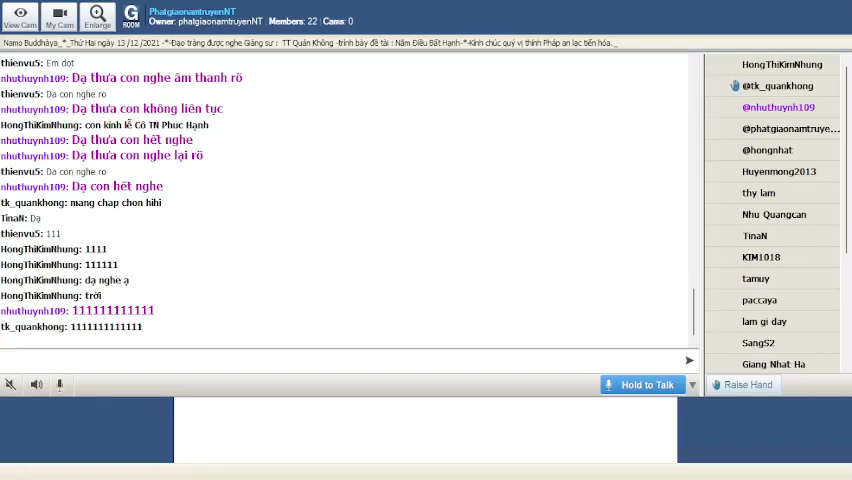 View Cam
My Cam
Enlarge
G
ROOM
PhatgiaonamtruyenNT
Owner: phatgiaonamtruyenNT | Members: 22 | Cams: 0
Namo Buddhàya_*_Thứ Hai ngày 13 /12 /2021 -*-Đạo tràng được nghe Giảng sư : TT Quán Không -trình bày đề tài : Năm Điều Bất Hạnh-*-Kính chúc quý vị thính Pháp an lạc tiến hóa._
thienvu5: Em dot
nhuthuynh109: Dạ thưa con nghe âm thanh rõ
thienvu5: Da con nghe ro
nhuthuynh109: Dạ thưa con không liên tục
HongThiKimNhung: con kính lễ Cô TN Phuc Hạnh
nhuthuynh109: Dạ thưa con hết nghe
nhuthuynh109: Dạ thưa con nghe lại rõ
thienvu5: Da con nghe ro
nhuthuynh109: Dạ con hết nghe
tk_quankhong: mang chap chon hihi
TinaN: Dạ
thienvu5: 111
HongThiKimNhung: 1111
HongThiKimNhung: 111111
HongThiKimNhung: dạ nghe ạ
HongThiKimNhung: trời
nhuthuynh109: 111111111111
tk_quankhong: 1111111111111
HongThiKimNhung
@tk_quankhong
@nhuthuynh109
@phatgiaonamtruye...
@hongnhat
Huyenmong2013
thy lam
Nhu Quangcan
TinaN
KIM1018
tamuy
paccaya
lam gi day
SangS2
Giang Nhat Ha
Hold to Talk
Raise Hand